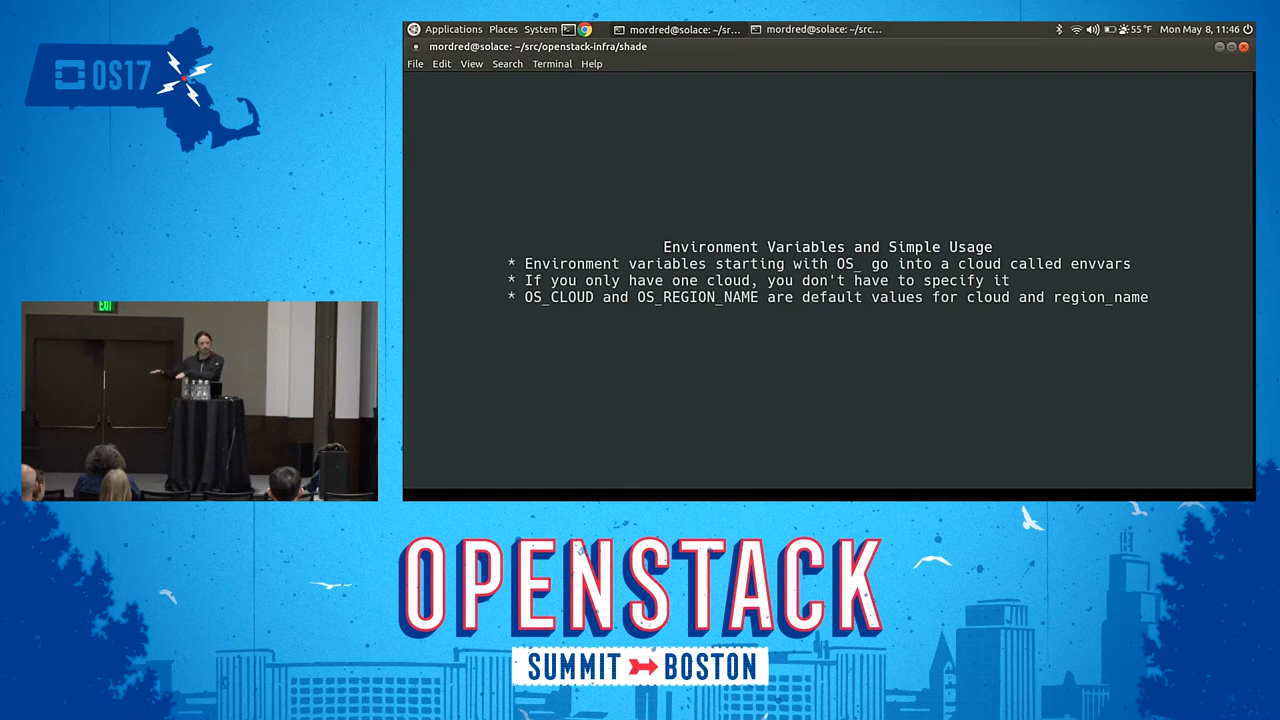 OS17
Applications Places System
mordred@solace: ~/sr...
mordred@solace: ~/src...
55 °F Mon May 8, 11:46
mordred@solace: ~/src/openstack-infra/shade
File Edit View Search Terminal Help
Environment Variables and Simple Usage
* Environment variables starting with OS_ go into a cloud called envvars
* If you only have one cloud, you don't have to specify it
* OS_CLOUD and OS_REGION_NAME are default values for cloud and region_name
EXIT
OPENSTACK
SUMMIT BOSTON